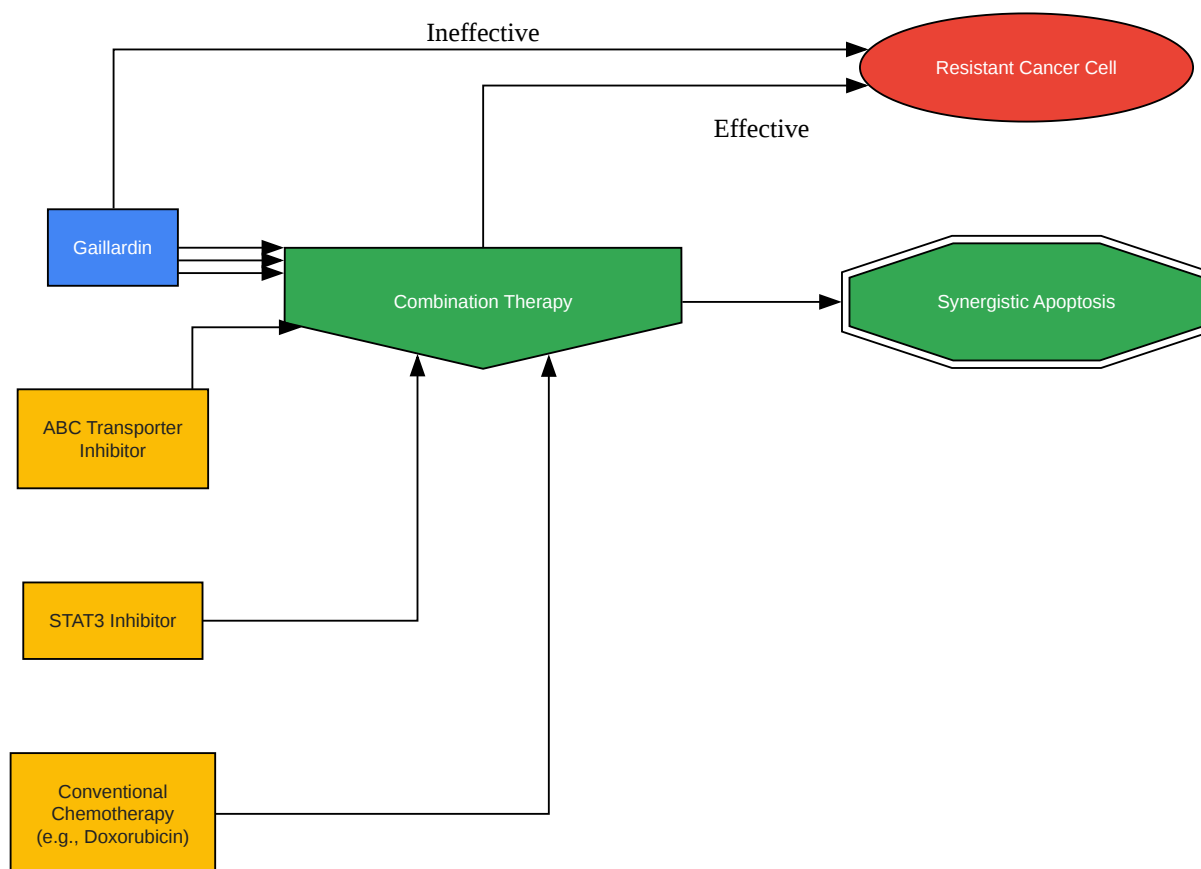 Ineffective
Resistant Cancer Cell
Effective
Gaillardin
Combination Therapy
Synergistic Apoptosis
ABC Transporter
Inhibitor
STAT3 Inhibitor
Conventional
Chemotherapy
(e.g., Doxorubicin)